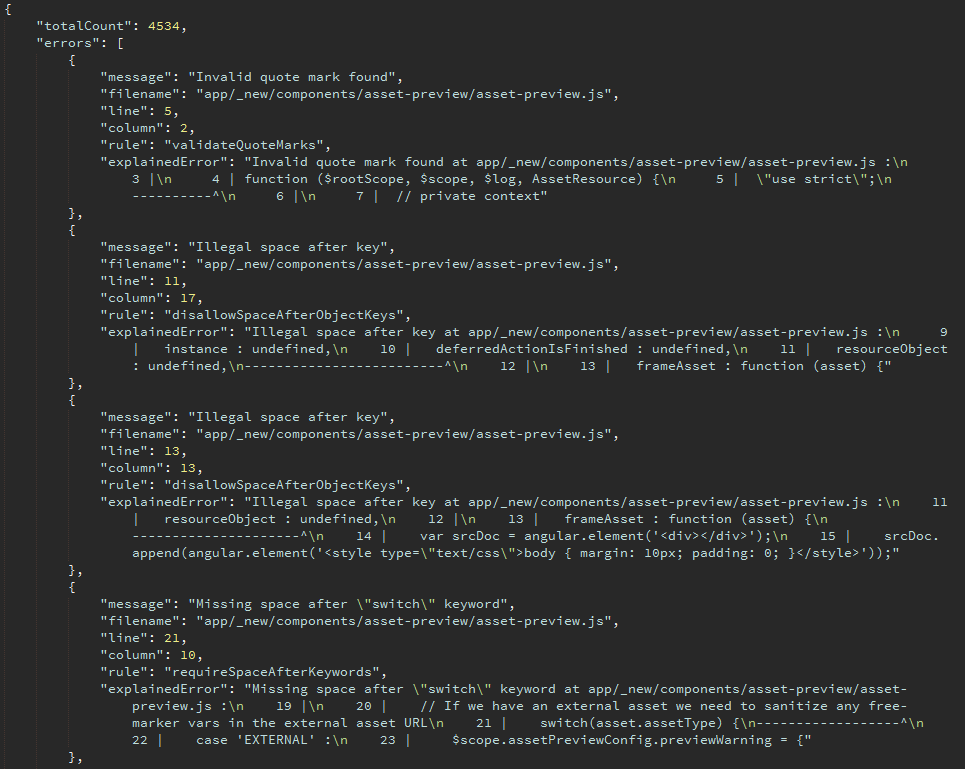 {
"totalCount": 4534,
"errors": [
{
"message": "Invalid quote mark found",
"filename": "app/_new/components/asset-preview/asset-preview.js",
"line": 5,
"column": 2,
"rule": "validateQuoteMarks",
"explainedError": "Invalid quote mark found at app/_new/components/asset-preview/asset-preview.js :\n
3 |\n     4 | function ($rootScope, $scope, $log, AssetResource) {\n     5 |  \"use strict\";\n
----------^\n     6 |\n     7 |  // private context"
},
{
"message": "Illegal space after key",
"filename": "app/_new/components/asset-preview/asset-preview.js",
"line": 11,
"column": 17,
"rule": "disallowSpaceAfterObjectKeys",
"explainedError": "Illegal space after key at app/_new/components/asset-preview/asset-preview.js :\n     9
|   instance : undefined,\n    10 |   deferredActionIsFinished : undefined,\n    11 |   resourceObject
: undefined,\n-------------------------^\n    12 |\n    13 |   frameAsset : function (asset) {"
},
{
"message": "Illegal space after key",
"filename": "app/_new/components/asset-preview/asset-preview.js",
"line": 13,
"column": 13,
"rule": "disallowSpaceAfterObjectKeys",
"explainedError": "Illegal space after key at app/_new/components/asset-preview/asset-preview.js :\n    11
|   resourceObject : undefined,\n    12 |\n    13 |   frameAsset : function (asset) {\n
---------------------^\n    14 |    var srcDoc = angular.element('<div></div>');\n    15 |    srcDoc.
append(angular.element('<style type=\"text/css\">body { margin: 10px; padding: 0; }</style>'));"
},
{
"message": "Missing space after \"switch\" keyword",
"filename": "app/_new/components/asset-preview/asset-preview.js",
"line": 21,
"column": 10,
"rule": "requireSpaceAfterKeywords",
"explainedError": "Missing space after \"switch\" keyword at app/_new/components/asset-preview/asset-
preview.js :\n    19 |\n    20 |    // If we have an external asset we need to sanitize any free-
marker vars in the external asset URL\n    21 |    switch(asset.assetType) {\n------------------^\n
22 |    case 'EXTERNAL' :\n    23 |     $scope.assetPreviewConfig.previewWarning = {"
},